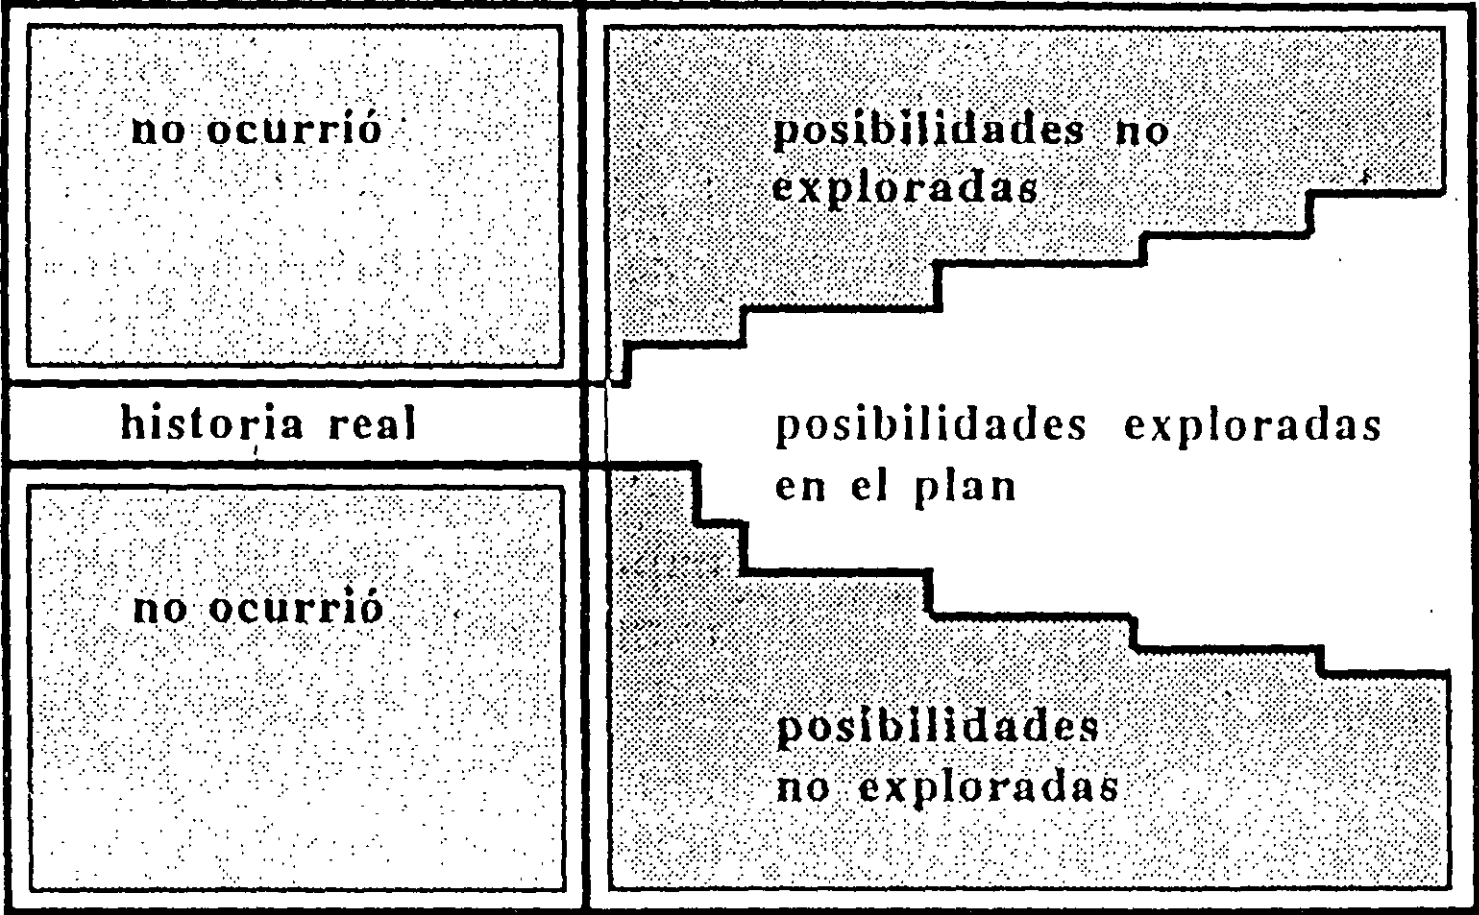 no ocurrió
posibilidades no
exploradas
historia real
posibilidades exploradas
en el plan
no ocurrió
posibilidades
no exploradas